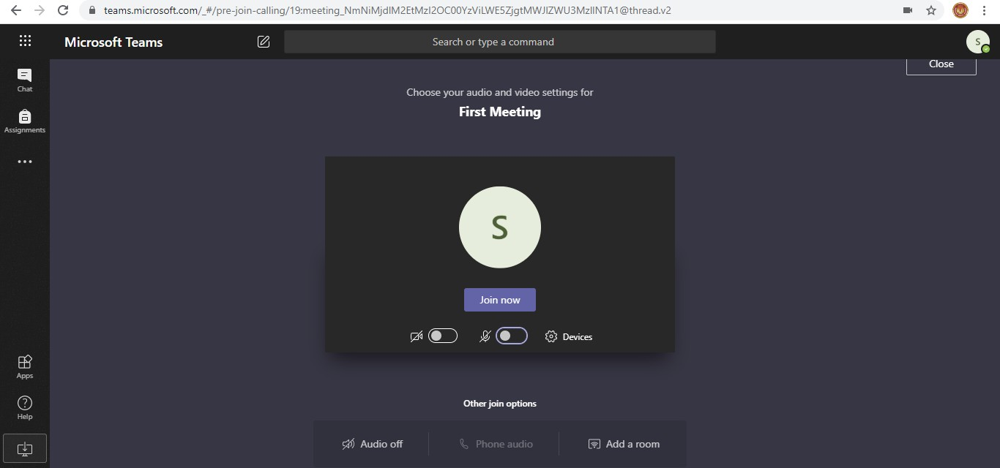 teams.microsoft.com/_#/pre-join-calling/19:meeting_NmNiMjdlM2EtMzI2OC00YzViLWE5ZjgtMWJlZWU3MzllNTA1@thread.v2
Microsoft Teams
Search or type a command
S
Close
Chat
Assignments
Choose your audio and video settings for
First Meeting
S
Join now
Devices
Apps
Help
Other join options
Audio off
Phone audio
Add a room